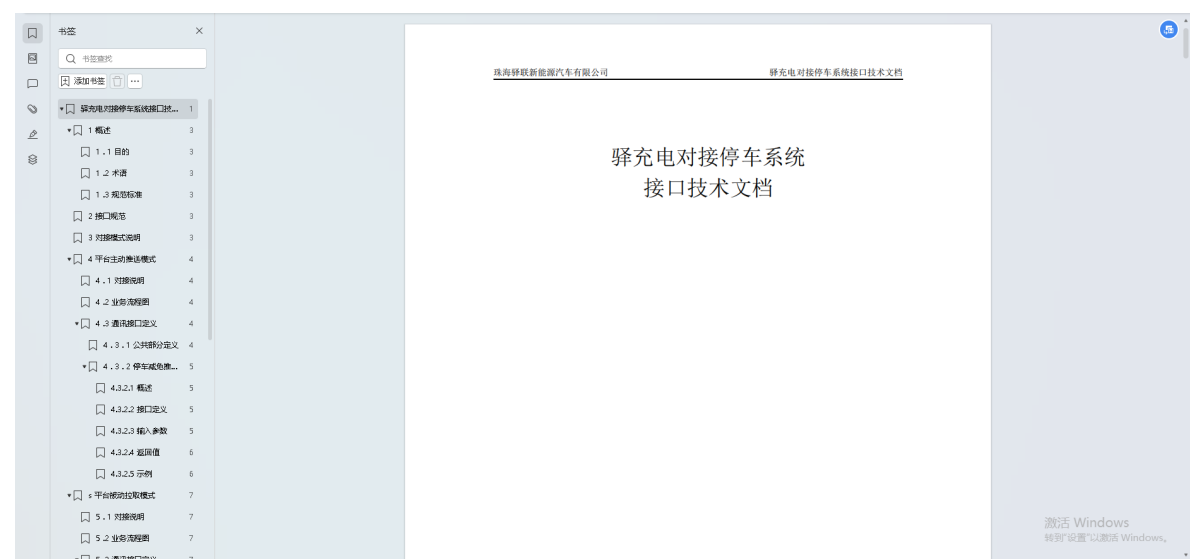 书签
书签查找
添加书签
驿充电对接停车系统接口技... 1
1 概述 3
1.1 目的 3
1.2 术语 3
1.3 规范标准 3
2 接口规范 3
3 对接模式说明 3
4 平台主动推送模式 4
4.1 对接说明 4
4.2 业务流程图 4
4.3 通讯接口定义 4
4.3.1 公共部分定义 4
4.3.2 停车减免推... 5
4.3.2.1 概述 5
4.3.2.2 接口定义 5
4.3.2.3 输入参数 5
4.3.2.4 返回值 6
4.3.2.5 示例 6
s 平台被动拉取模式 7
5.1 对接说明 7
5.2 业务流程图 7
5.3 通讯接口定义 7
珠海驿联新能源汽车有限公司 驿充电对接停车系统接口技术文档
驿充电对接停车系统
接口技术文档
激活 Windows
转到"设置"以激活 Windows。